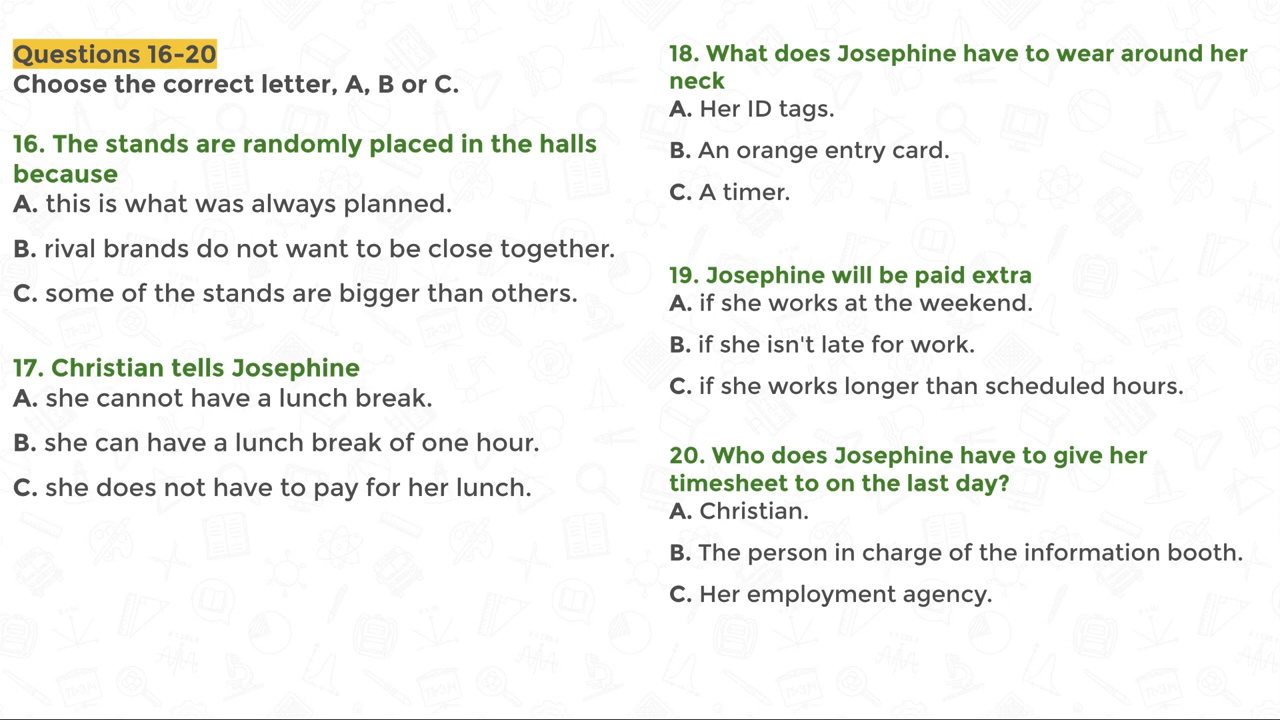 Questions 16-20
Choose the correct letter, A, B or C.
16. The stands are randomly placed in the halls
because
A. this is what was always planned.
B. rival brands do not want to be close together.
C. some of the stands are bigger than others.
17. Christian tells Josephine
A. she cannot have a lunch break.
B. she can have a lunch break of one hour.
C. she does not have to pay for her lunch.
18. What does Josephine have to wear around her
neck
A. Her ID tags.
B. An orange entry card.
C. A timer.
19. Josephine will be paid extra
A. if she works at the weekend.
B. if she isn't late for work.
C. if she works longer than scheduled hours.
20. Who does Josephine have to give her
timesheet to on the last day?
A. Christian.
B. The person in charge of the information booth.
C. Her employment agency.